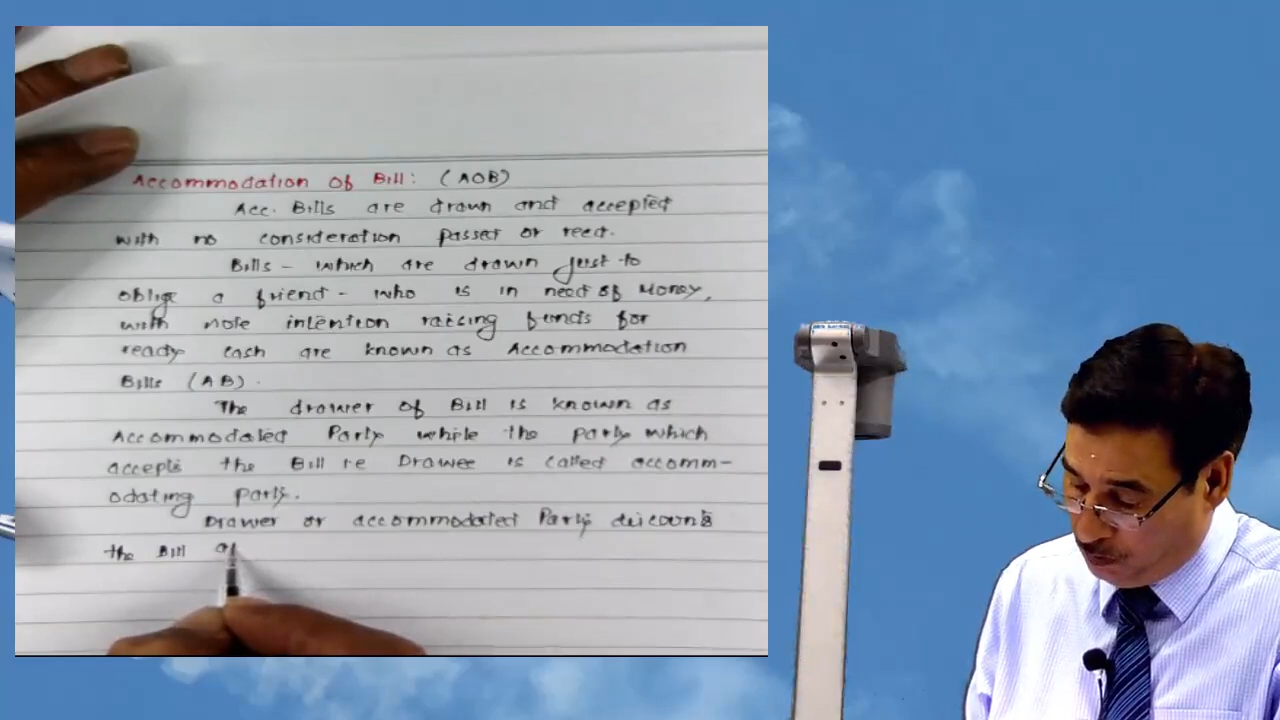 Accommodation of Bill: (AOB)
Acc. Bills are drawn and accepted
with no consideration passed or recd.
Bills - which are drawn just to
oblige a friend - who is in need of Money,
with mote intention raising funds for
ready cash are known as Accommodation
Bills (AB).
The drawer of Bill is known as
Accommodated Party while the party which
accepts the Bill ie Drawee is called accomm-
odating party.
Drawer or accommodated Party discounts
the Bill